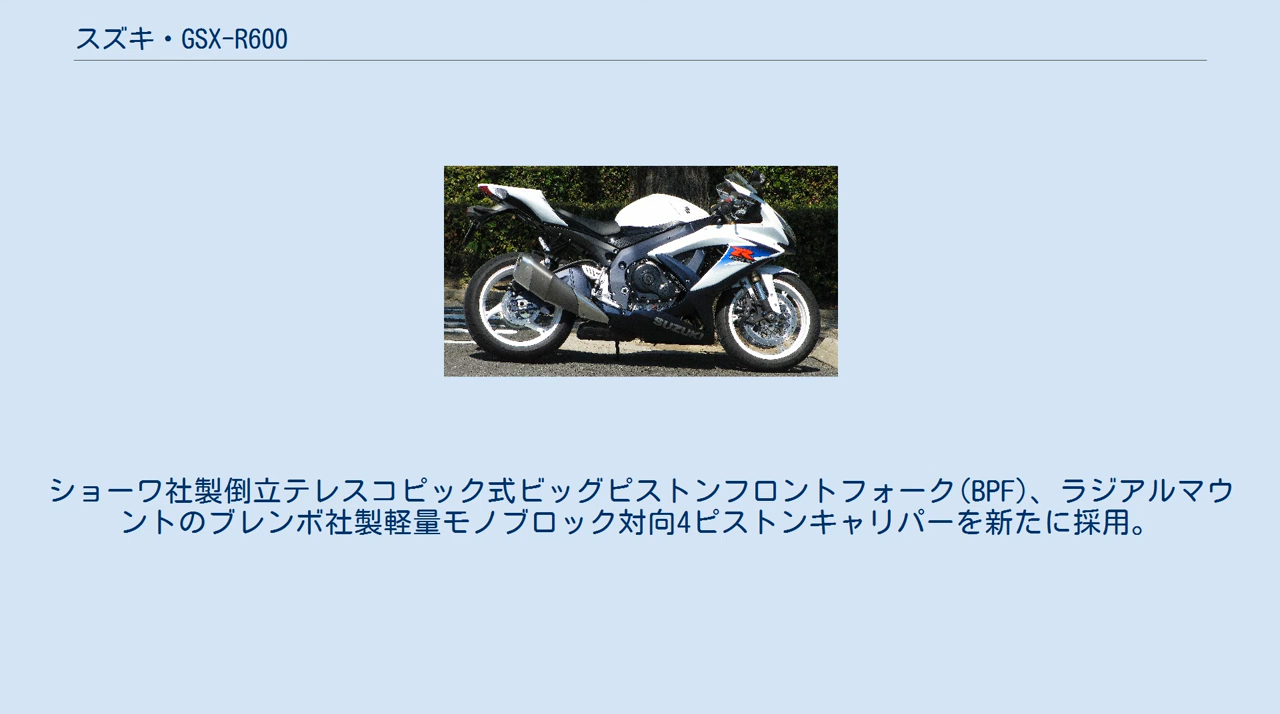 スズキ・GSX-R600
R
SUZUKI
ショーワ社製倒立テレスコピック式ビッグピストンフロントフォーク(BPF)、ラジアルマウ
ントのブレンボ社製軽量モノブロック対向4ピストンキャリパーを新たに採用。